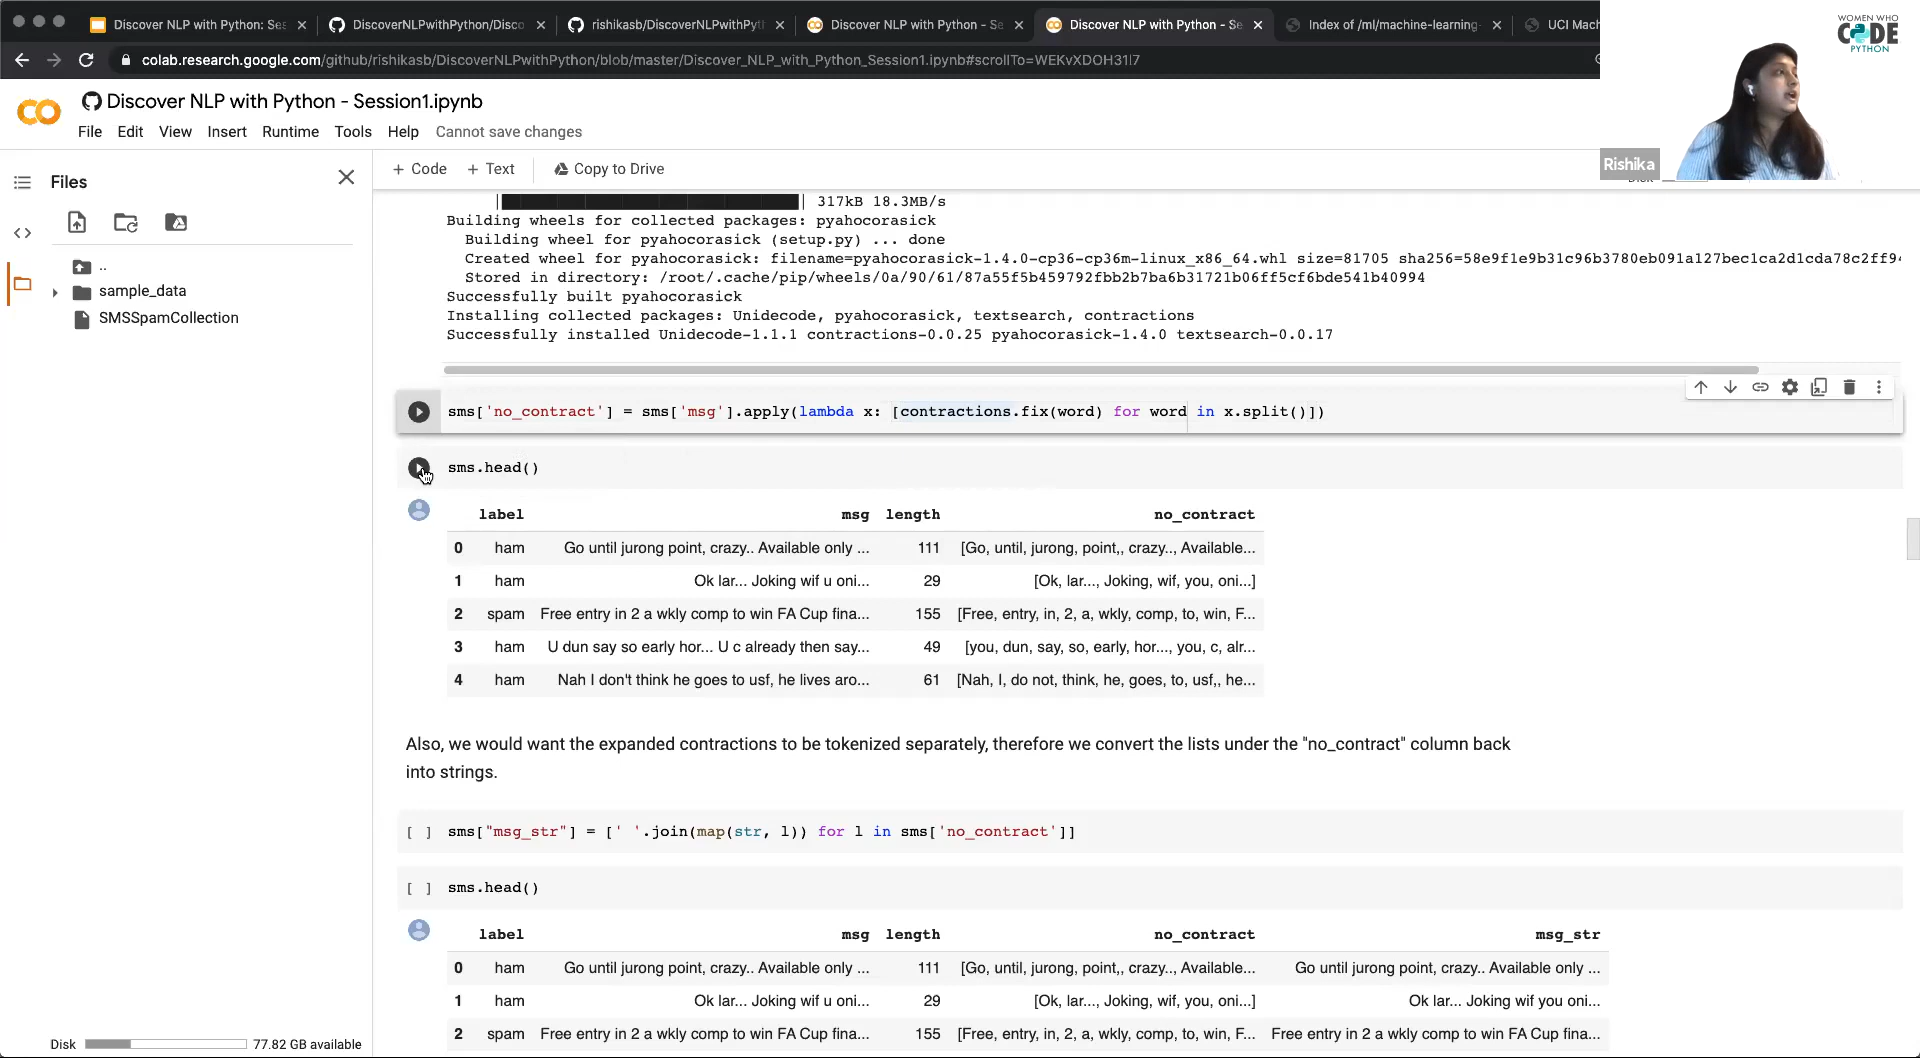 Discover NLP with Python: Ses
DiscoverNLPwithPython/Disco
rishikasb/DiscoverNLPwithPyt
Discover NLP with Python - Se
Discover NLP with Python - Se
Index of /ml/machine-learning-
UCI Mach
colab.research.google.com/github/rishikasb/DiscoverNLPwithPython/blob/master/Discover_NLP_with_Python_Session1.ipynb#scrollTo=WEKvXDOH31I7
WOMEN WHO
CODE
PYTHON
Rishika
Discover NLP with Python - Session1.ipynb
File Edit View Insert Runtime Tools Help Cannot save changes
Files
..
sample_data
SMSSpamCollection
Disk 77.82 GB available
+ Code + Text Copy to Drive
| 317kB 18.3MB/s
Building wheels for collected packages: pyahocorasick
Building wheel for pyahocorasick (setup.py) ... done
Created wheel for pyahocorasick: filename=pyahocorasick-1.4.0-cp36-cp36m-linux_x86_64.whl size=81705 sha256=58e9f1e9b31c96b3780eb091a127bec1ca2d1cda78c2ff94
Stored in directory: /root/.cache/pip/wheels/0a/90/61/87a55f5b459792fbb2b7ba6b31721b06ff5cf6bde541b40994
Successfully built pyahocorasick
Installing collected packages: Unidecode, pyahocorasick, textsearch, contractions
Successfully installed Unidecode-1.1.1 contractions-0.0.25 pyahocorasick-1.4.0 textsearch-0.0.17
sms['no_contract'] = sms['msg'].apply(lambda x: [contractions.fix(word) for word in x.split()])
sms.head()
label msg length no_contract
0 ham Go until jurong point, crazy.. Available only ... 111 [Go, until, jurong, point,, crazy.., Available...
1 ham Ok lar... Joking wif u oni... 29 [Ok, lar..., Joking, wif, you, oni...]
2 spam Free entry in 2 a wkly comp to win FA Cup fina... 155 [Free, entry, in, 2, a, wkly, comp, to, win, F...
3 ham U dun say so early hor... U c already then say... 49 [you, dun, say, so, early, hor..., you, c, alr...
4 ham Nah I don't think he goes to usf, he lives aro... 61 [Nah, I, do not, think, he, goes, to, usf,, he...
Also, we would want the expanded contractions to be tokenized separately, therefore we convert the lists under the "no_contract" column back
into strings.
[ ] sms["msg_str"] = [' '.join(map(str, l)) for l in sms['no_contract']]
[ ] sms.head()
label msg length no_contract msg_str
0 ham Go until jurong point, crazy.. Available only ... 111 [Go, until, jurong, point,, crazy.., Available... Go until jurong point, crazy.. Available only ...
1 ham Ok lar... Joking wif u oni... 29 [Ok, lar..., Joking, wif, you, oni...] Ok lar... Joking wif you oni...
2 spam Free entry in 2 a wkly comp to win FA Cup fina... 155 [Free, entry, in, 2, a, wkly, comp, to, win, F... Free entry in 2 a wkly comp to win FA Cup fina...